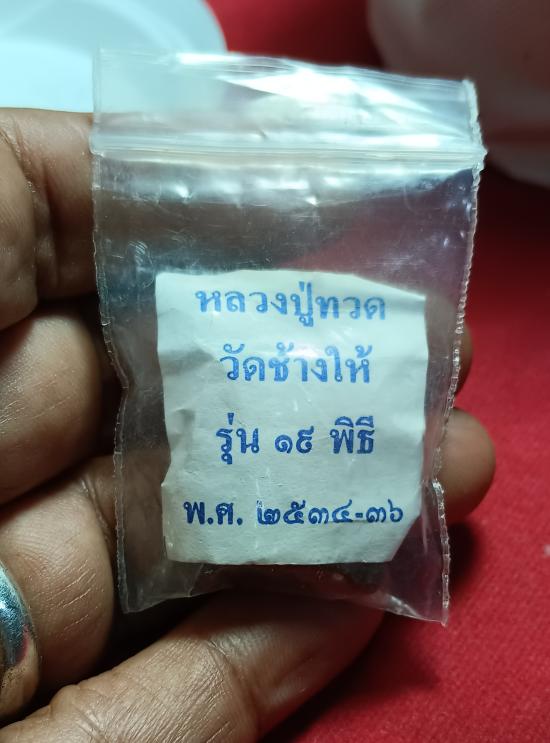 หลวงปู่ทวด
วัดช้างให้
รุ่น ๑๙ พิธี
พ.ศ. ๒๕๓๔-๓๖